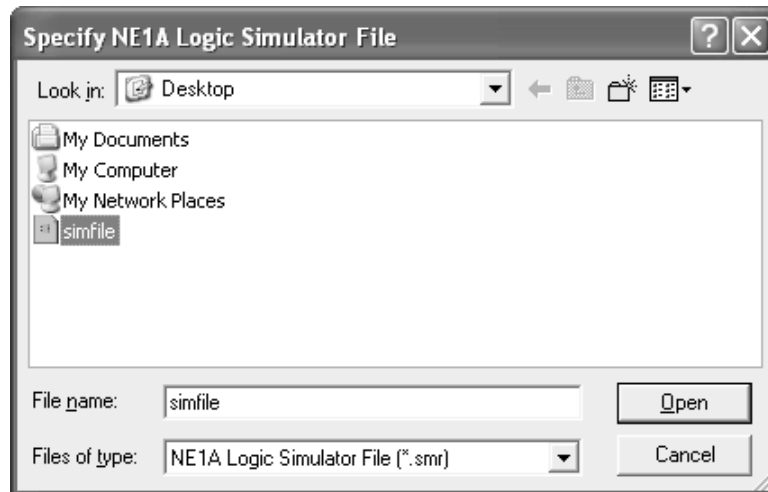 Specify NE1A Logic Simulator File
Look in: Desktop
My Documents
My Computer
My Network Places
simfile
File name: simfile Open
Files of type: NE1A Logic Simulator File (*.smr) Cancel